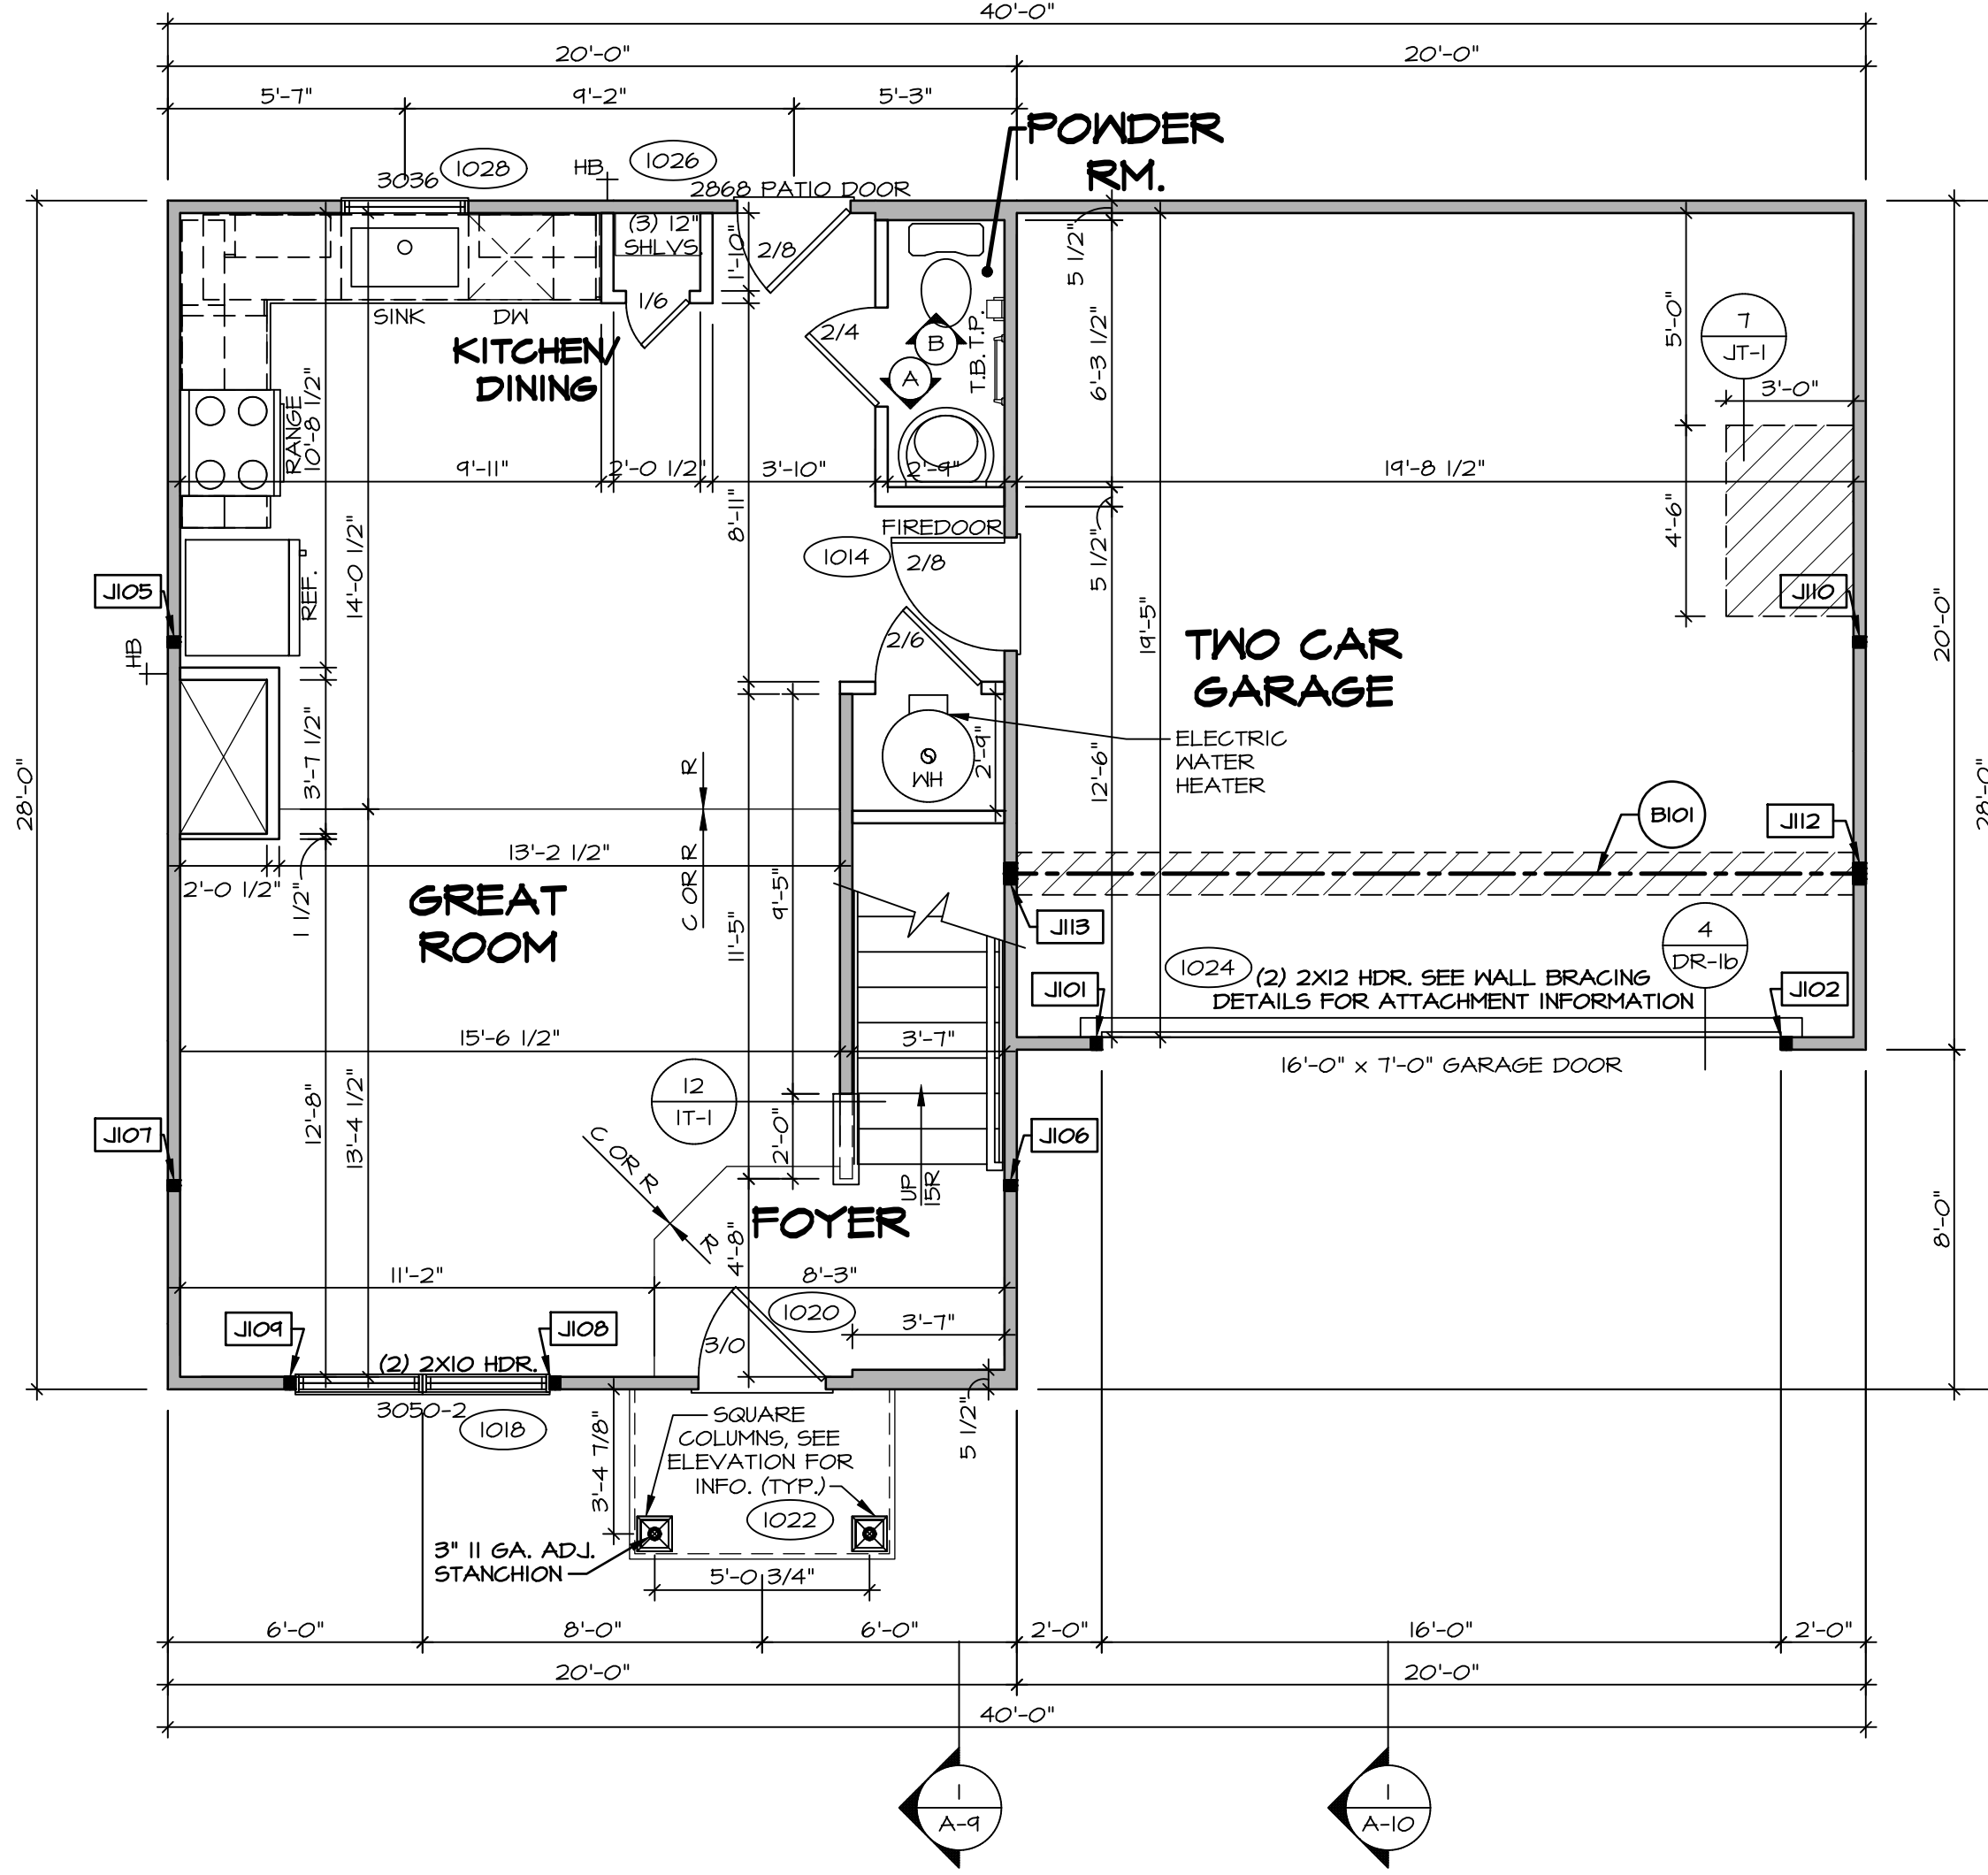 40'-0"
20'-0"
20'-0"
5'-7"
9'-2"
5'-3"
POWDER
RM.
3036
1028
HB
1026
2868 PATIO DOOR
(3) 12"
SHLVS.
1'-10"
2/8
5 1/2"
5'-0"
7
JT-1
SINK
DW
1/6
2/4
B
A
T.B. T.P.
6'-3 1/2"
3'-0"
KITCHEN/
DINING
RANGE
10'-8 1/2"
9'-11"
2'-0 1/2"
3'-10"
2'-9"
19'-8 1/2"
8'-11"
4'-6"
FIREDOOR
1014
2/8
5 1/2"
14'-0 1/2"
REF.
J105
J110
HB
2/6
19'-5"
TWO CAR
GARAGE
20'-0"
28'-0"
28'-0"
3'-7 1/2"
R
S
WH
2'-9"
ELECTRIC
WATER
HEATER
12'-6"
B101
J112
13'-2 1/2"
2'-0 1/2"
1 1/2"
C OR R
9'-5"
11'-5"
GREAT
ROOM
J113
4
DR-1b
1024
(2) 2X12 HDR. SEE WALL BRACING
DETAILS FOR ATTACHMENT INFORMATION
J101
J102
15'-6 1/2"
3'-7"
16'-0" x 7'-0" GARAGE DOOR
12
1T-1
12'-8"
13'-4 1/2"
2'-0"
J107
J106
C OR R
R
UP
15R
FOYER
4'-8"
8'-0"
11'-2"
8'-3"
1020
3'-7"
J109
J108
3/0
(2) 2X10 HDR.
3050-2
1018
3'-4 7/8"
SQUARE
COLUMNS, SEE
ELEVATION FOR
INFO. (TYP.)
5 1/2"
1022
3" 11 GA. ADJ.
STANCHION
5'-0 3/4"
6'-0"
8'-0"
6'-0"
2'-0"
16'-0"
2'-0"
20'-0"
20'-0"
40'-0"
1
A-9
1
A-10